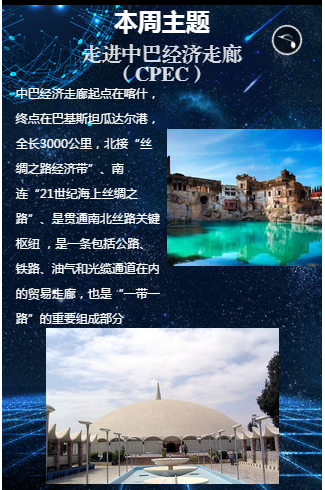 本周主题
走进中巴经济走廊
（CPEC）
中巴经济走廊起点在喀什，
终点在巴基斯坦瓜达尔港，
全长3000公里，北接“丝
绸之路经济带”、南
连“21世纪海上丝绸之
路”、是贯通南北丝路关键
枢纽，是一条包括公路、
铁路、油气和光缆通道在内
的贸易走廊，也是“一带一
路”的重要组成部分